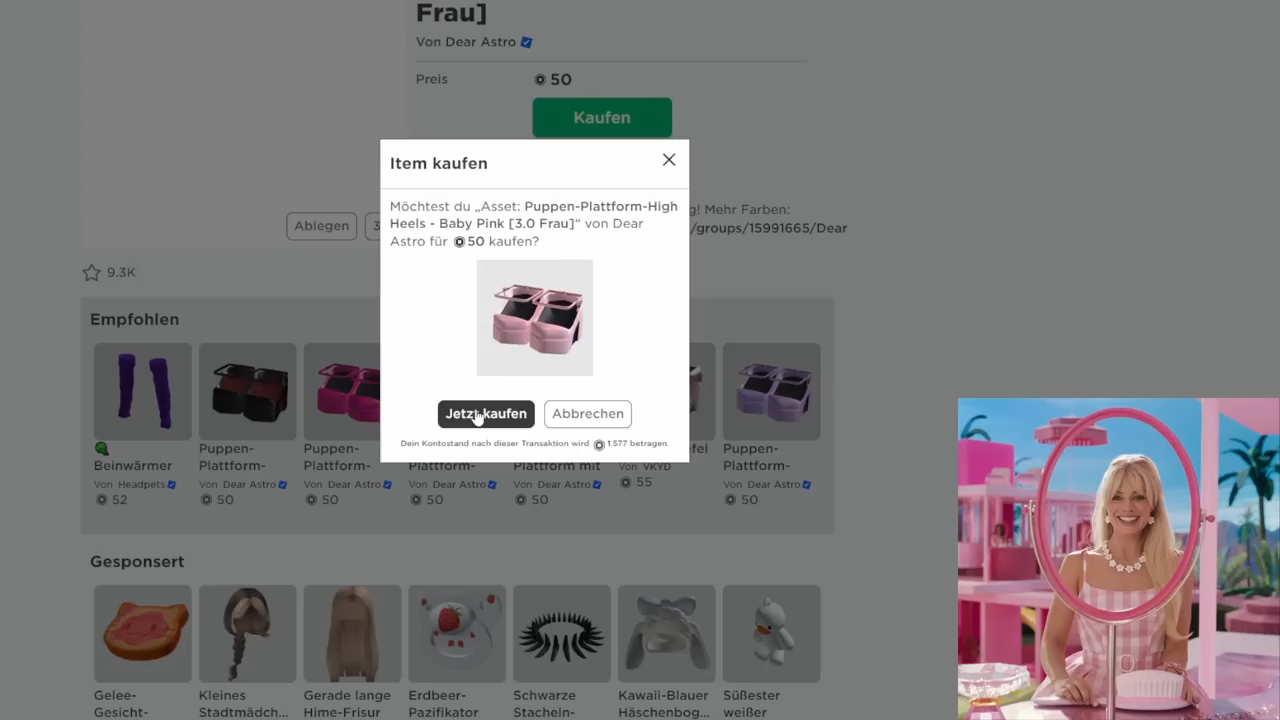 Frau]
Von Dear Astro
Preis
50
Kaufen
Item kaufen
Möchtest du „Asset: Puppen-Plattform-High
Heels - Baby Pink [3.0 Frau]“ von Dear
Astro für 50 kaufen?
Jetzt kaufen
Abbrechen
Dein Kontostand nach dieser Transaktion wird 1.577 betragen.
Ablegen
3
g! Mehr Farben:
/groups/15991665/Dear
9.3K
Empfohlen
Beinwärmer
Von Headpets
52
Puppen-
Plattform-
Von Dear Astro
50
Puppen-
Plattform-
Von Dear Astro
50
Plattform-
Von Dear Astro
50
Plattform mit
Von Dear Astro
50
efel
Von VKYD
55
Puppen-
Plattform-
Von Dear Astro
50
Gesponsert
Gelee-
Gesicht-
Kleines
Stadtmädch...
Gerade lange
Hime-Frisur
Erdbeer-
Pazifikator
Schwarze
Stacheln-
Kawaii-Blauer
Häschenbog...
Süßester
weißer